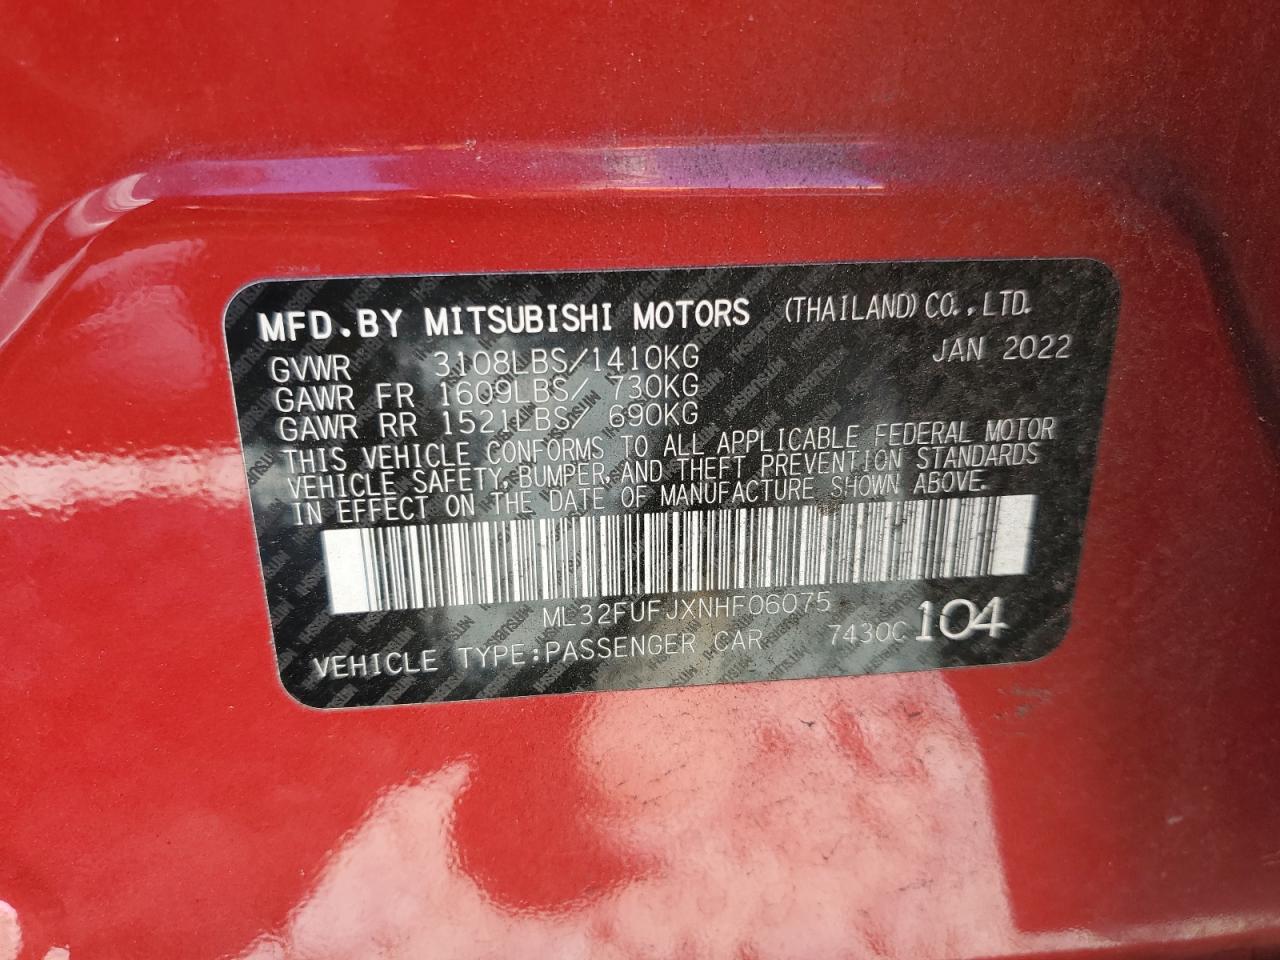 MFD.BY MITSUBISHI MOTORS (THAILAND) CO.,LTD.
GVWR 3108LBS/1410KG JAN 2022
GAWR FR 1609LBS/ 730KG
GAWR RR 1521LBS/ 690KG
THIS VEHICLE CONFORMS TO ALL APPLICABLE FEDERAL MOTOR
VEHICLE SAFETY, BUMPER, AND THEFT PREVENTION STANDARDS
IN EFFECT ON THE DATE OF MANUFACTURE SHOWN ABOVE.
ML32FUFJXNHF06075
VEHICLE TYPE:PASSENGER CAR 7430C 104